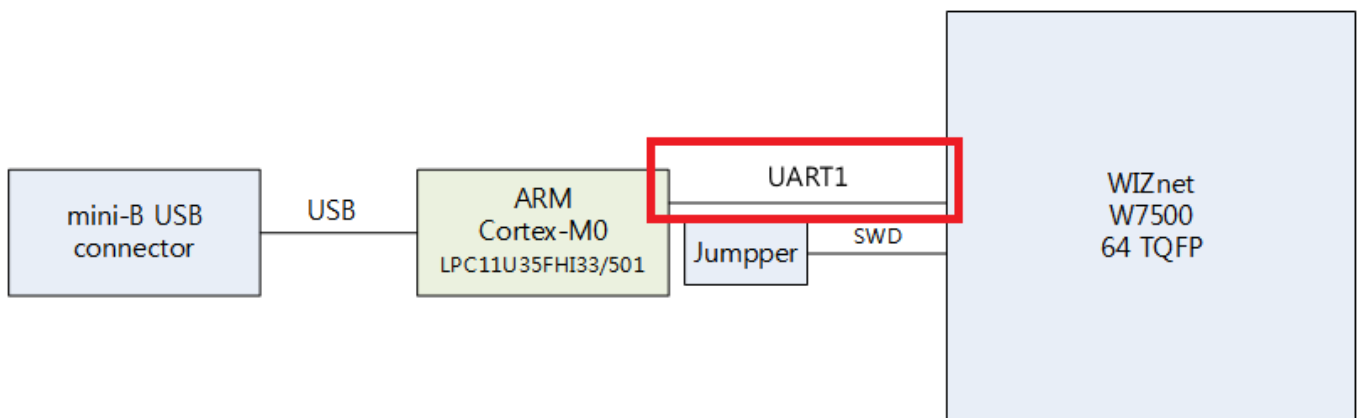 mini-B USB
connector
USB
ARM
Cortex-M0
LPC11U35FHI33/501
UART1
Jumpper
SWD
WIZnet
W7500
64 TQFP